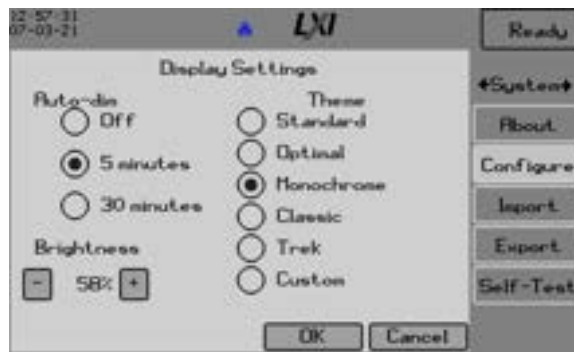 12-57-31
07-03-21
LXI
Ready
Display Settings
Auto-dim
Off
5 minutes
30 minutes
Brightness
- 58% +
Theme
Standard
Optimal
Monochrome
Classic
Trek
Custom
OK
Cancel
◆System◆
About
Configure
Import
Export
Self-Test